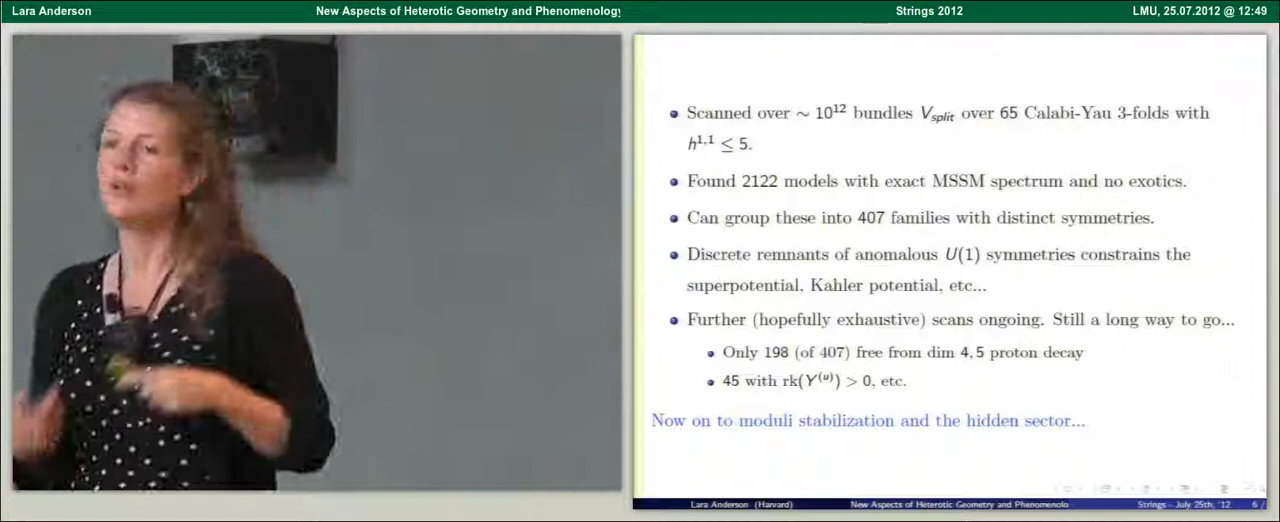 Lara Anderson New Aspects of Heterotic Geometry and Phenomenology Strings 2012 LMU, 25.07.2012 @ 12:49
Scanned over ∼ 10¹² bundles V_split over 65 Calabi-Yau 3-folds with
h^{1,1} ≤ 5.
Found 2122 models with exact MSSM spectrum and no exotics.
Can group these into 407 families with distinct symmetries.
Discrete remnants of anomalous U(1) symmetries constrains the
superpotential, Kahler potential, etc...
Further (hopefully exhaustive) scans ongoing. Still a long way to go...
Only 198 (of 407) free from dim 4, 5 proton decay
45 with rk(Y^{(u)}) > 0, etc.
Now on to moduli stabilization and the hidden sector...
Lara Anderson (Harvard) New Aspects of Heterotic Geometry and Phenomenolo Strings - July 25th, '12 6 /